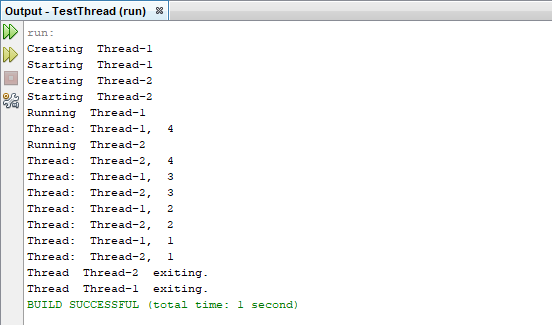 Output - TestThread (run)
run:
Creating Thread-1
Starting Thread-1
Creating Thread-2
Starting Thread-2
Running Thread-1
Thread: Thread-1, 4
Running Thread-2
Thread: Thread-2, 4
Thread: Thread-1, 3
Thread: Thread-2, 3
Thread: Thread-1, 2
Thread: Thread-2, 2
Thread: Thread-1, 1
Thread: Thread-2, 1
Thread Thread-2 exiting.
Thread Thread-1 exiting.
BUILD SUCCESSFUL (total time: 1 second)